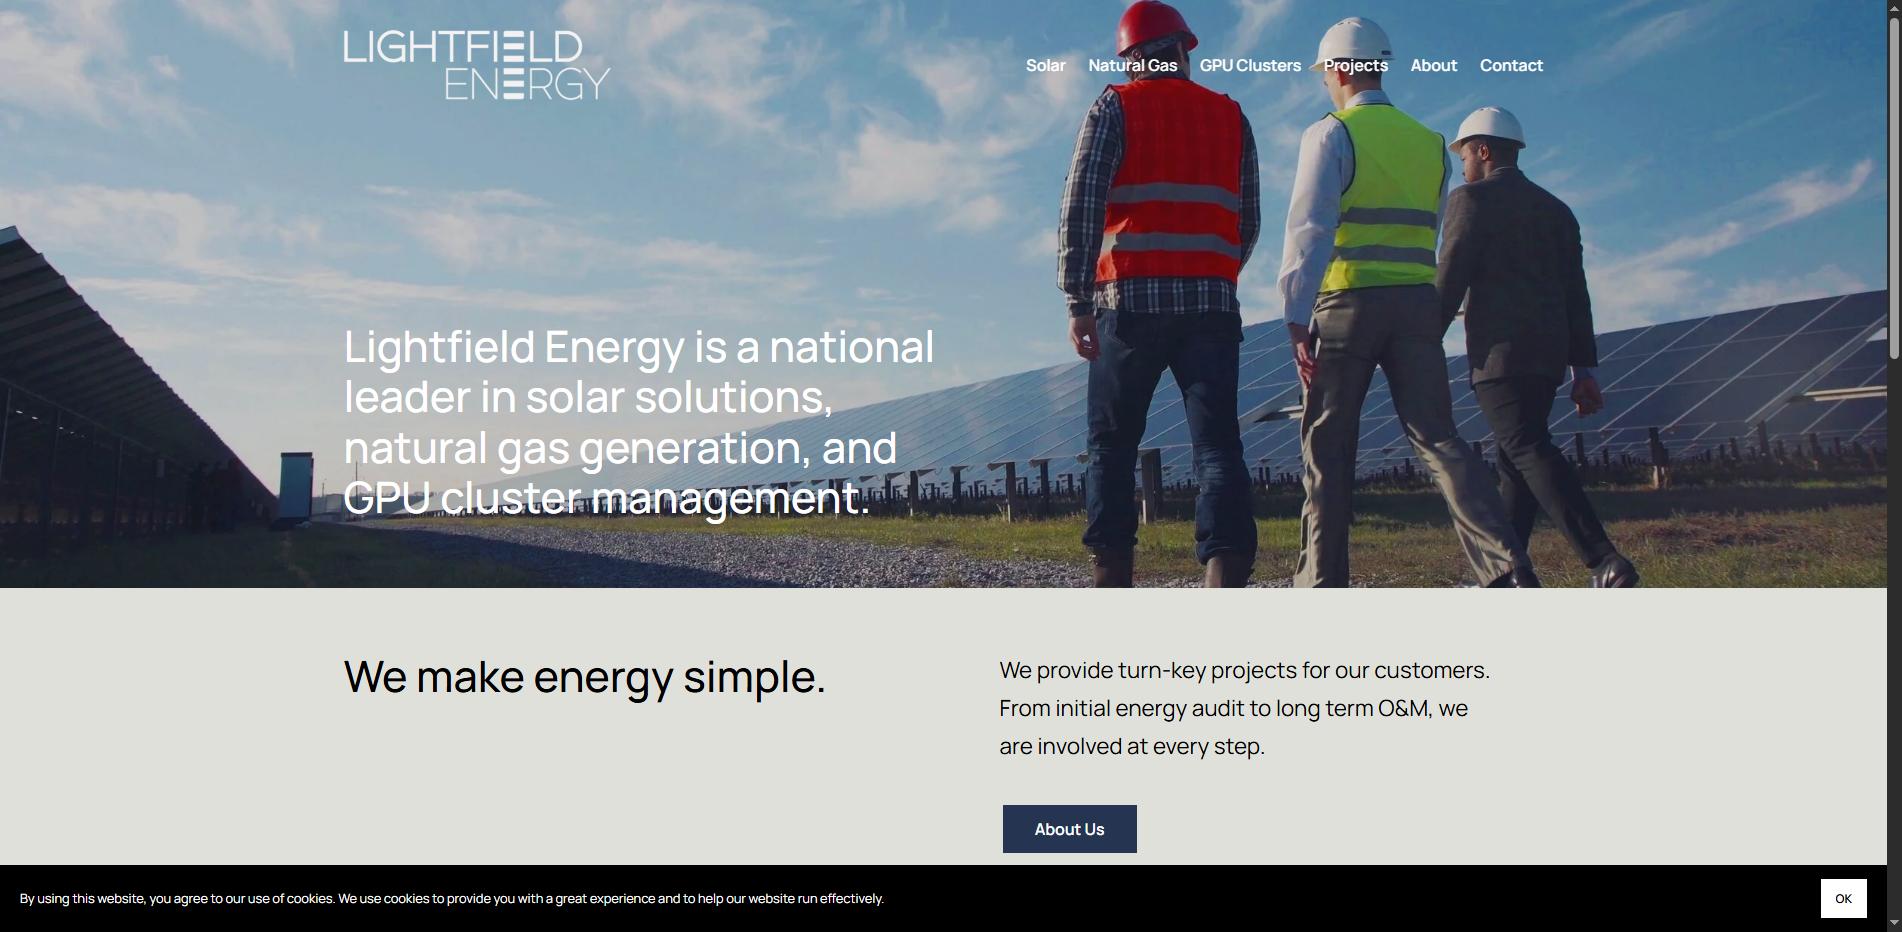 LIGHTFIELD
ENERGY
Solar Natural Gas GPU Clusters Projects About Contact
Lightfield Energy is a national
leader in solar solutions,
natural gas generation, and
GPU cluster management.
We make energy simple.
We provide turn-key projects for our customers.
From initial energy audit to long term O&M, we
are involved at every step.
About Us
By using this website, you agree to our use of cookies. We use cookies to provide you with a great experience and to help our website run effectively.
OK